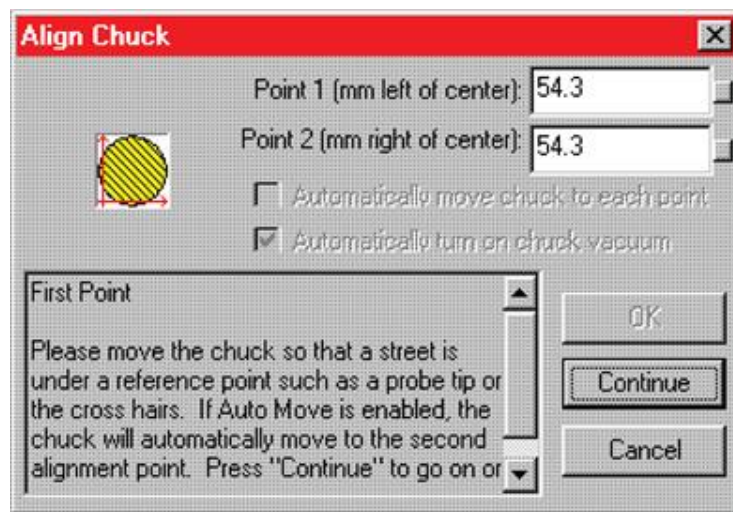 Align Chuck
Point 1 (mm left of center): 54.3
Point 2 (mm right of center): 54.3
Automatically move chuck to each point
Automatically turn on chuck vacuum
First Point
Please move the chuck so that a street is
under a reference point such as a probe tip or
the cross hairs. If Auto Move is enabled, the
chuck will automatically move to the second
alignment point. Press "Continue" to go on or
OK
Continue
Cancel